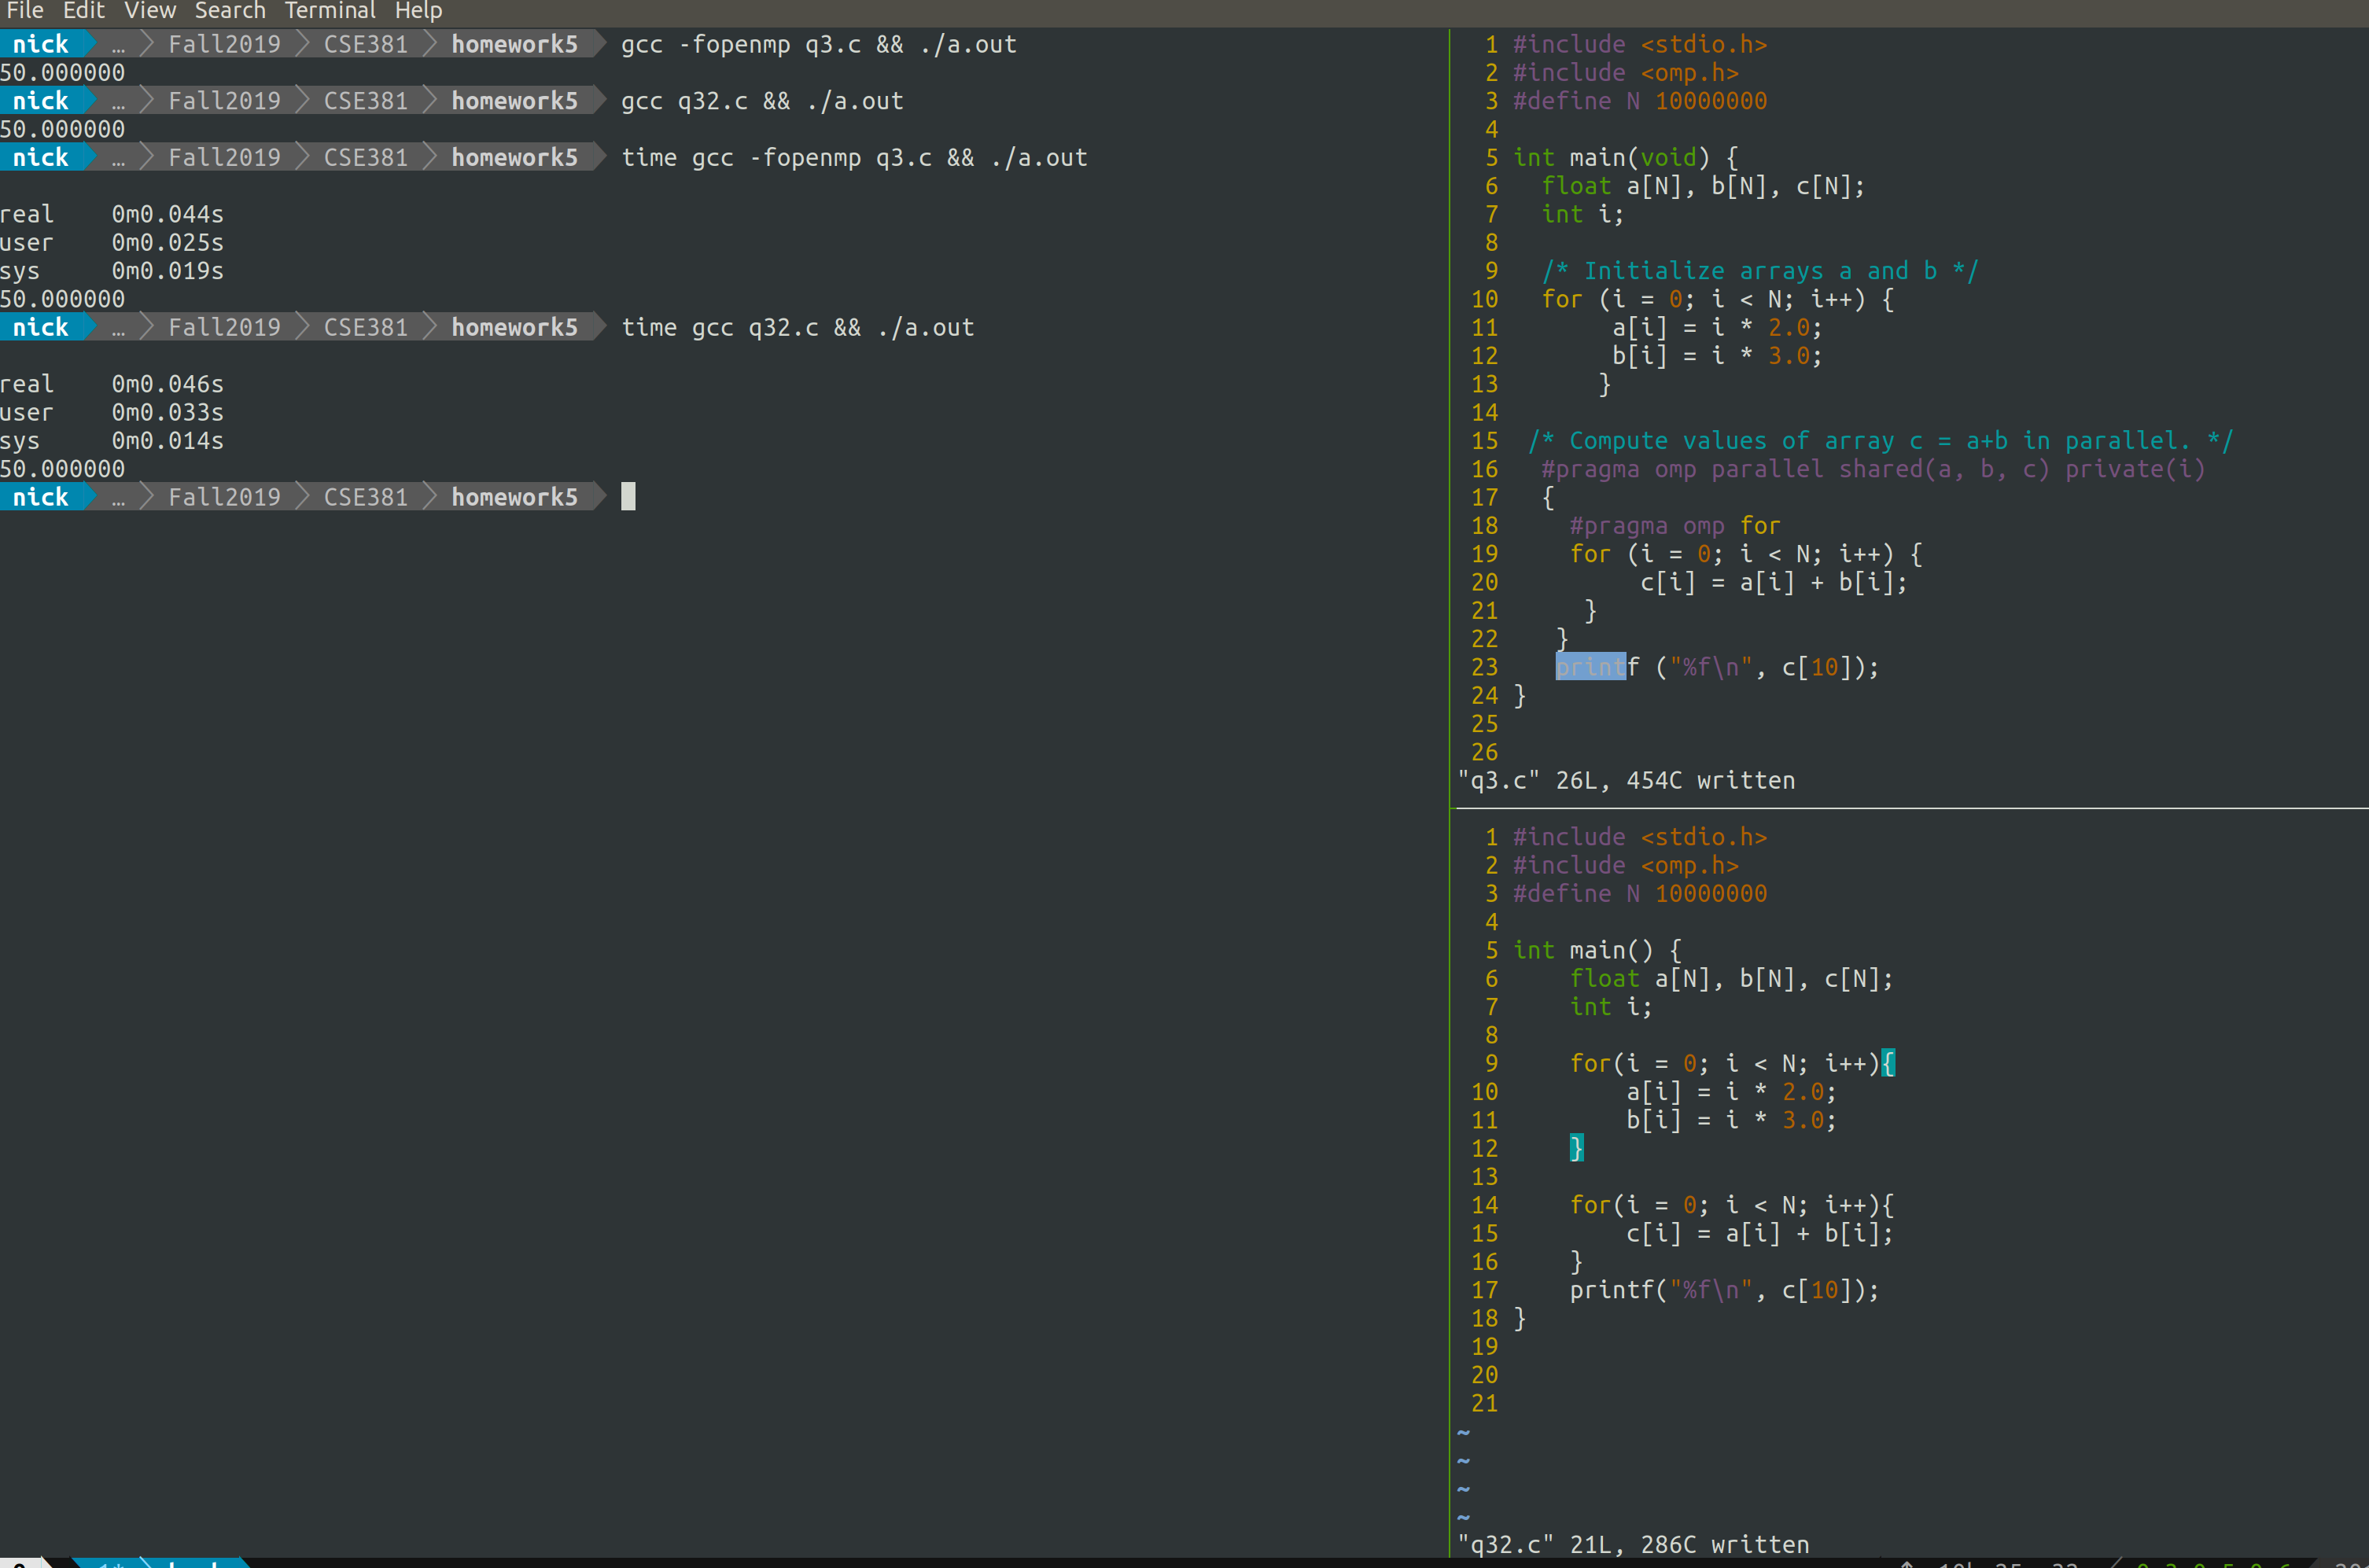 File Edit View Search Terminal Help
nick … Fall2019 CSE381 homework5 gcc -fopenmp q3.c && ./a.out
50.000000
nick … Fall2019 CSE381 homework5 gcc q32.c && ./a.out
50.000000
nick … Fall2019 CSE381 homework5 time gcc -fopenmp q3.c && ./a.out
real 0m0.044s
user 0m0.025s
sys 0m0.019s
50.000000
nick … Fall2019 CSE381 homework5 time gcc q32.c && ./a.out
real 0m0.046s
user 0m0.033s
sys 0m0.014s
50.000000
nick … Fall2019 CSE381 homework5
1 #include <stdio.h>
2 #include <omp.h>
3 #define N 10000000
4
5 int main(void) {
6 float a[N], b[N], c[N];
7 int i;
8
9 /* Initialize arrays a and b */
10 for (i = 0; i < N; i++) {
11 a[i] = i * 2.0;
12 b[i] = i * 3.0;
13 }
14
15 /* Compute values of array c = a+b in parallel. */
16 #pragma omp parallel shared(a, b, c) private(i)
17 {
18 #pragma omp for
19 for (i = 0; i < N; i++) {
20 c[i] = a[i] + b[i];
21 }
22 }
23 printf ("%f\n", c[10]);
24 }
25
26
"q3.c" 26L, 454C written
1 #include <stdio.h>
2 #include <omp.h>
3 #define N 10000000
4
5 int main() {
6 float a[N], b[N], c[N];
7 int i;
8
9 for(i = 0; i < N; i++){
10 a[i] = i * 2.0;
11 b[i] = i * 3.0;
12 }
13
14 for(i = 0; i < N; i++){
15 c[i] = a[i] + b[i];
16 }
17 printf("%f\n", c[10]);
18 }
19
20
21
~
~
~
~
"q32.c" 21L, 286C written